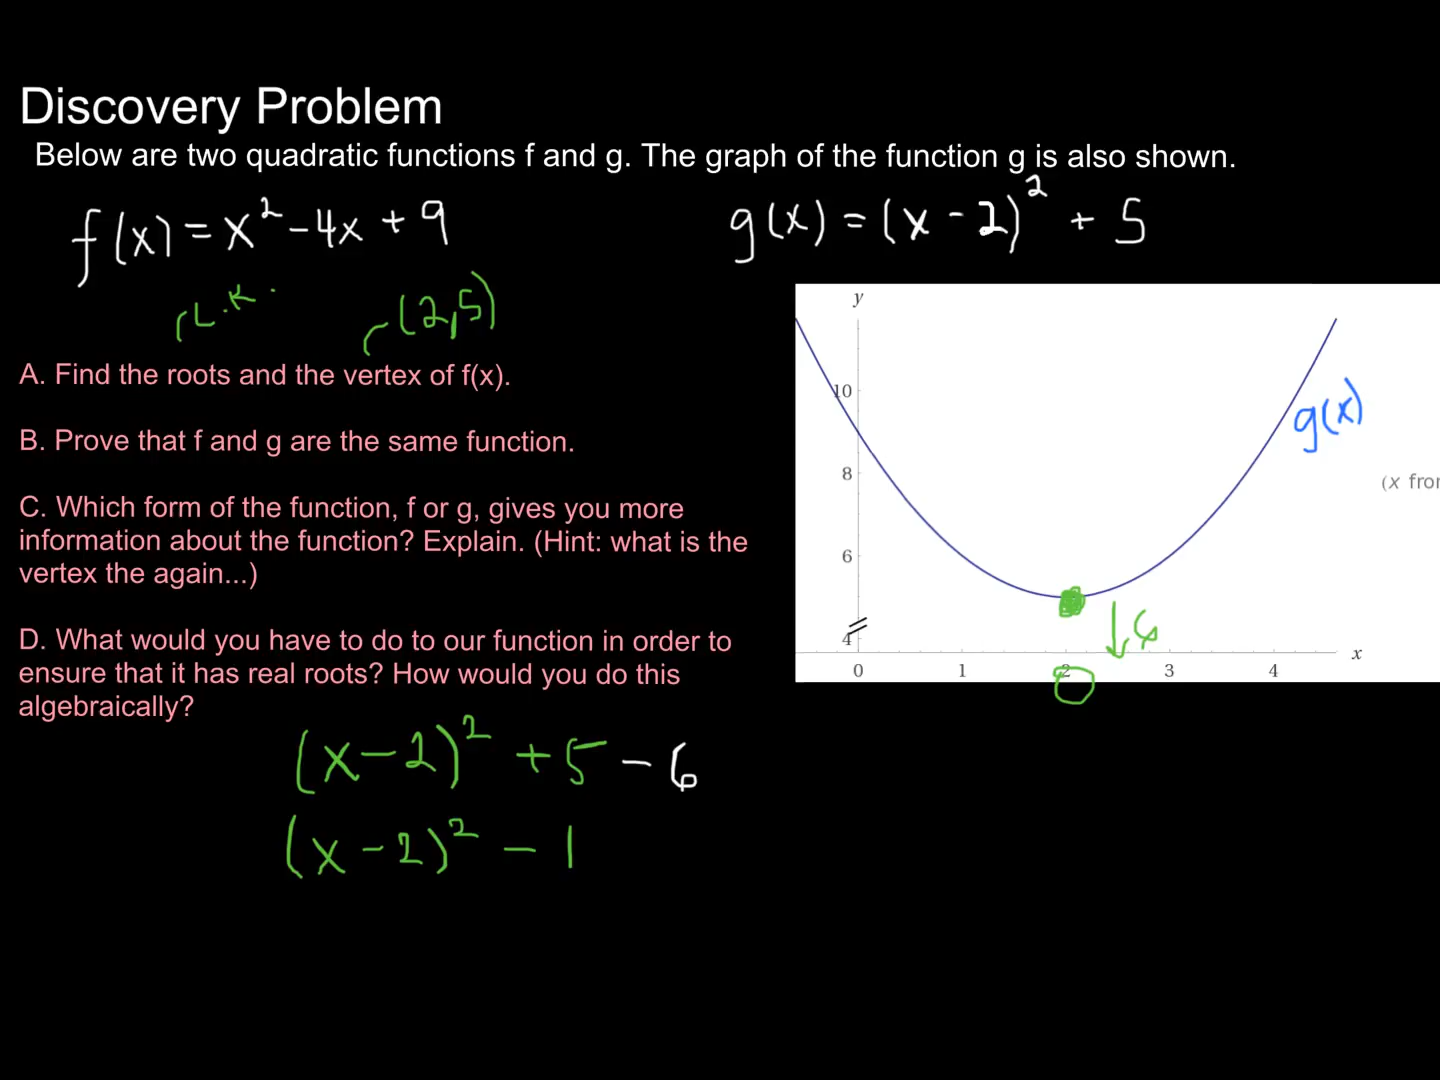 Discovery Problem
Below are two quadratic functions f and g. The graph of the function g is also shown.
f(x) = x² - 4x + 9
g(x) = (x - 2)² + 5
(2,5)
A. Find the roots and the vertex of f(x).
B. Prove that f and g are the same function.
C. Which form of the function, f or g, gives you more
information about the function? Explain. (Hint: what is the
vertex the again...)
D. What would you have to do to our function in order to
ensure that it has real roots? How would you do this
algebraically?
(x - 2)² + 5 - 6
(x - 2)² - 1
y
10
8
6
4
0 1 2 3 4
x
g(x)
(x fro
↓ 6